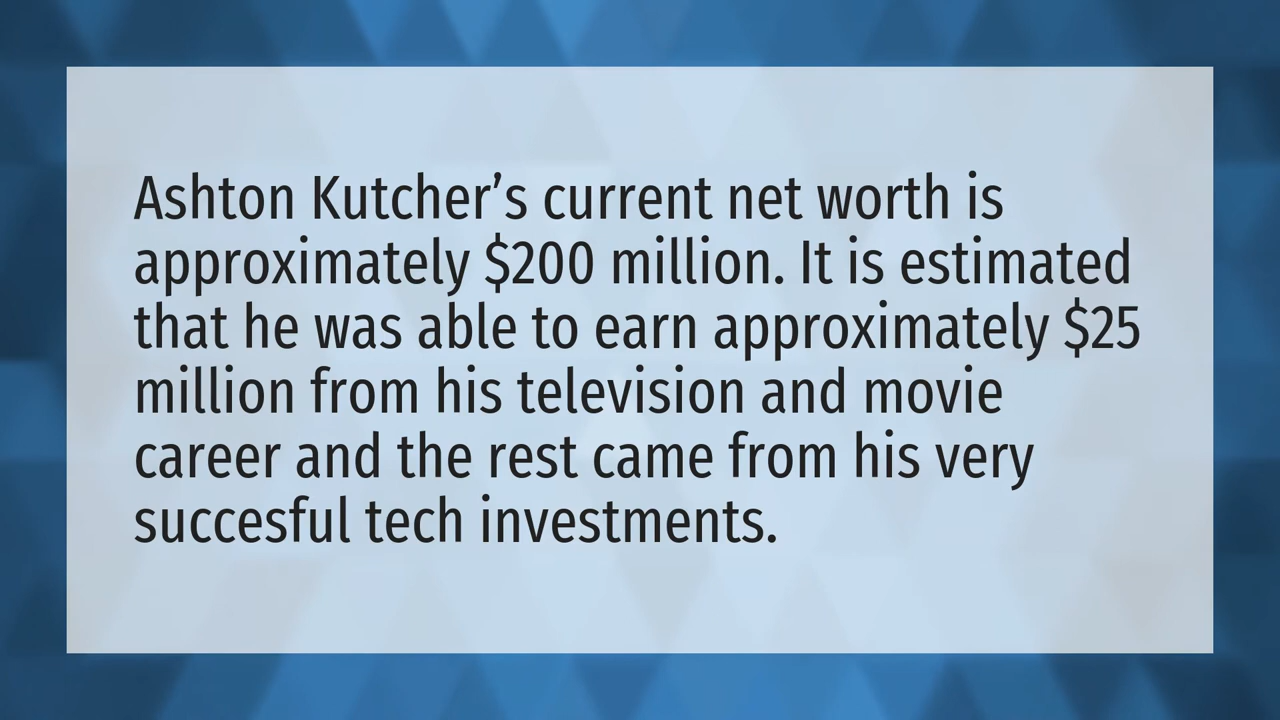 Ashton Kutcher’s current net worth is
approximately $200 million. It is estimated
that he was able to earn approximately $25
million from his television and movie
career and the rest came from his very
succesful tech investments.